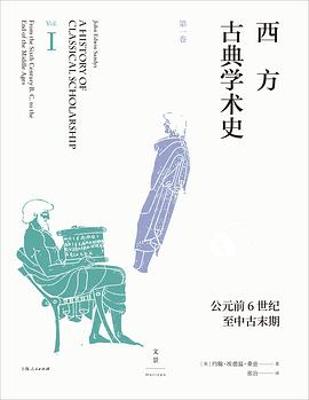 西方
古典学术史
第一卷
John Edwin Sandys
A HISTORY OF
CLASSICAL SCHOLARSHIP
Vol.
I
From the Sixth Century B. C. to the
End of the Middle Ages
公元前6世纪
至中古末期
[英] 约翰·埃德温·桑兹 —— 著
张治 —— 译
文景
Horizon
上海人民出版社